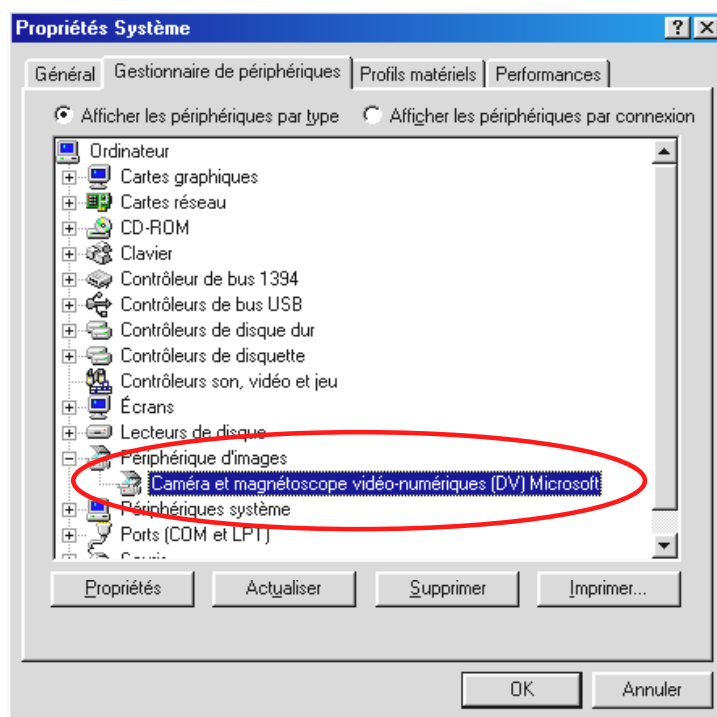 Propriétés Système
Général Gestionnaire de périphériques Profils matériels Performances
Afficher les périphériques par type Afficher les périphériques par connexion
Ordinateur
Cartes graphiques
Cartes réseau
CD-ROM
Clavier
Contrôleur de bus 1394
Contrôleurs de bus USB
Contrôleurs de disque dur
Contrôleurs de disquette
Contrôleurs son, vidéo et jeu
Écrans
Lecteurs de disque
Périphérique d'images
Caméra et magnétoscope vidéo-numériques (DV) Microsoft
Périphériques système
Ports (COM et LPT)
Propriétés Actualiser Supprimer Imprimer...
OK Annuler